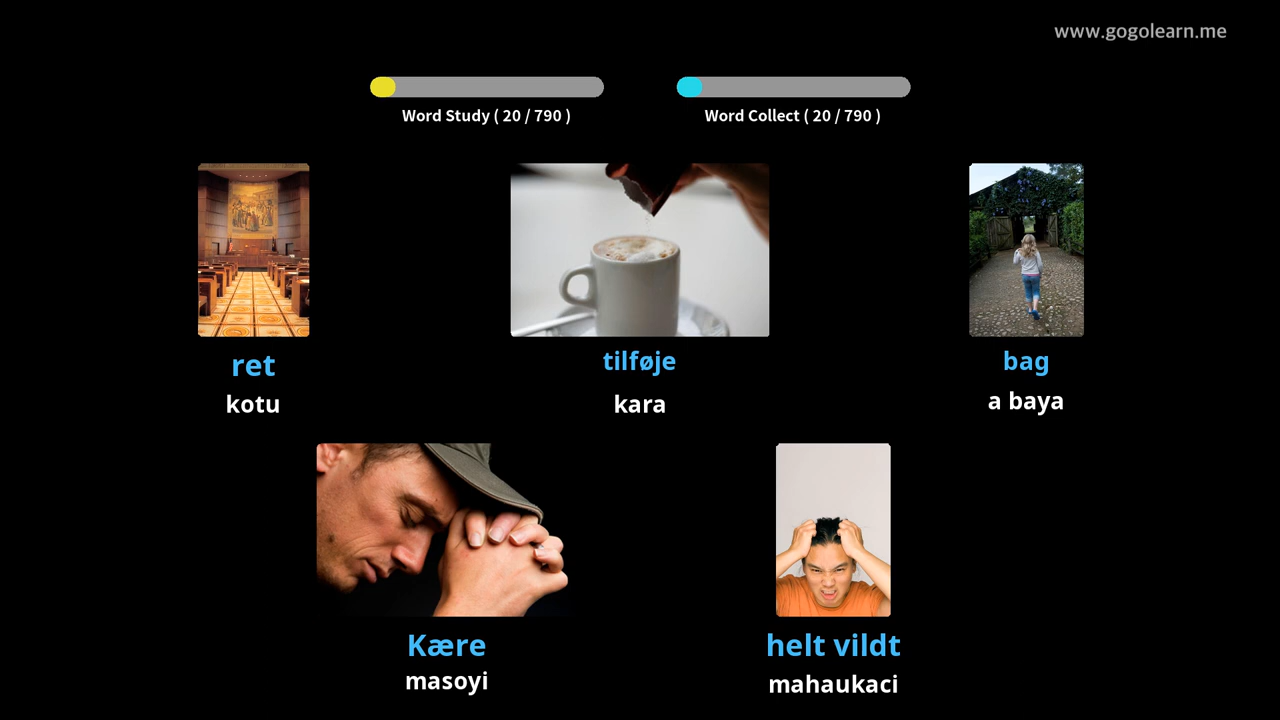 www.gogolearn.me
Word Study ( 20 / 790 )
Word Collect ( 20 / 790 )
ret
kotu
tilføje
kara
bag
a baya
Kære
masoyi
helt vildt
mahaukaci